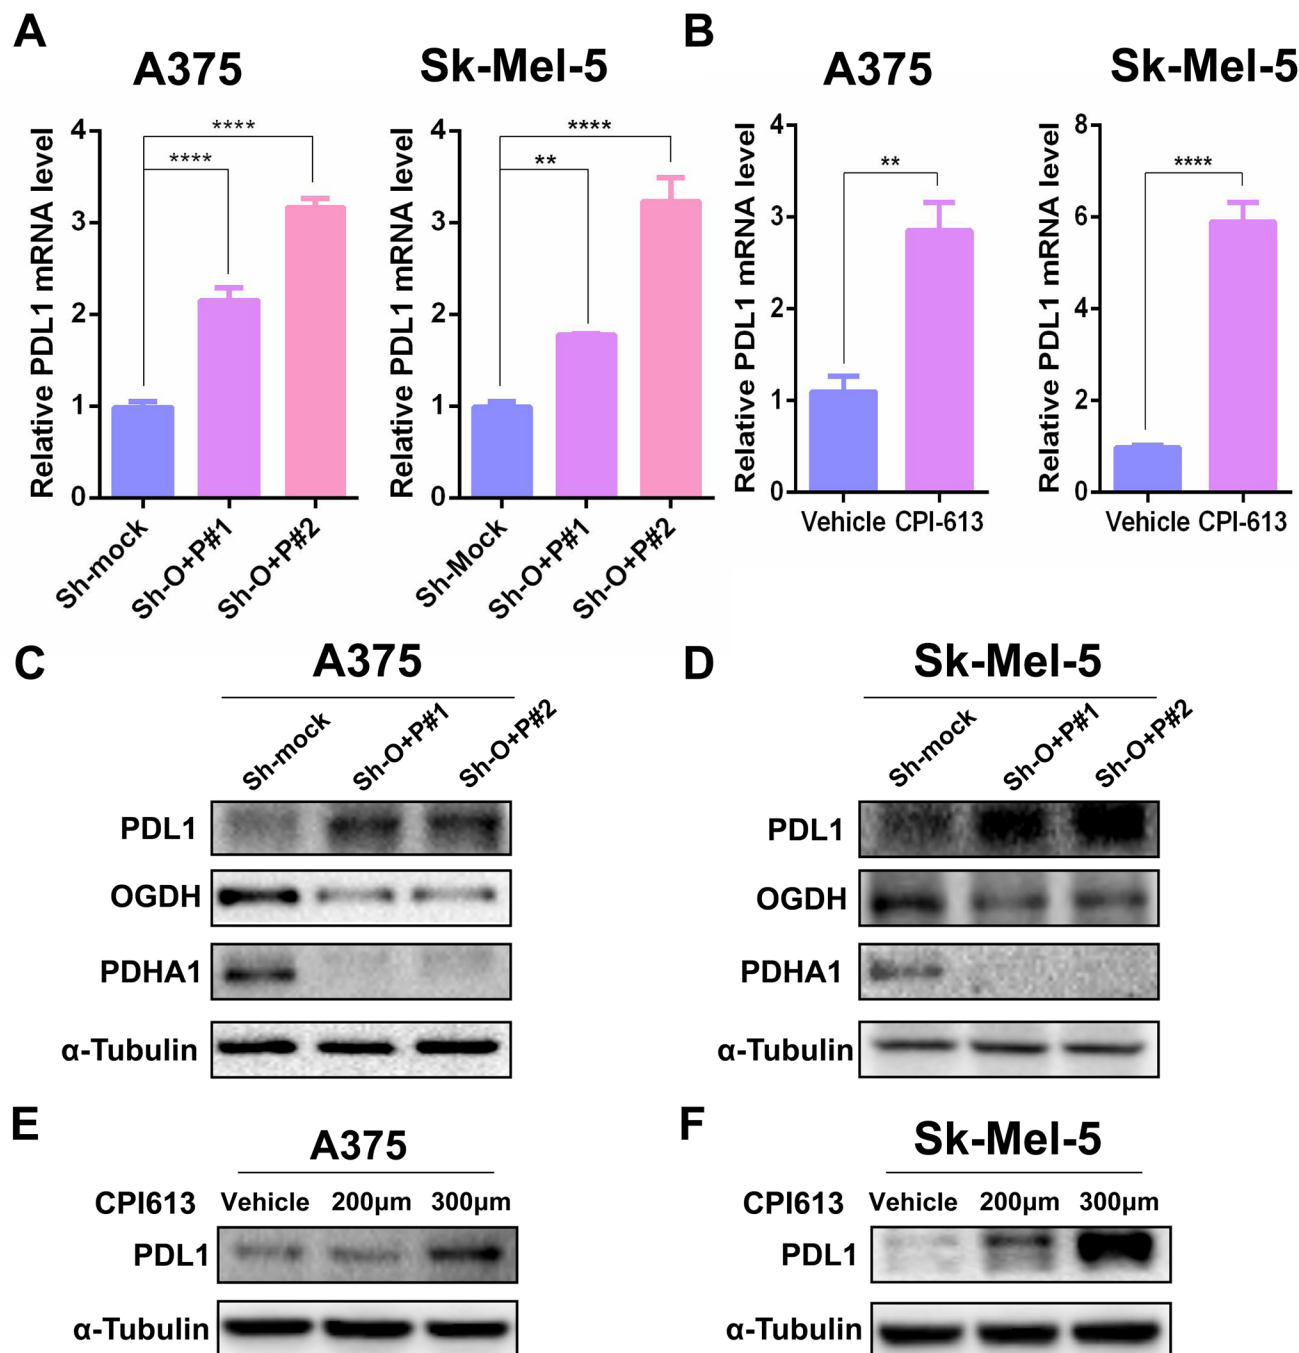 A
B
A375
Sk-Mel-5
A375
Sk-Mel-5
Relative PDL1 mRNA level
4
3
2
1
0
****
****
Sh-mock
Sh-O+P#1
Sh-O+P#2
Relative PDL1 mRNA level
4
3
2
1
0
****
**
Sh-Mock
Sh-O+P#1
Sh-O+P#2
Relative PDL1 mRNA level
4
3
2
1
0
**
Vehicle CPI-613
Relative PDL1 mRNA level
8
6
4
2
0
****
Vehicle CPI-613
C
A375
Sh-mock
Sh-O+P#1
Sh-O+P#2
PDL1
OGDH
PDHA1
α-Tubulin
D
Sk-Mel-5
Sh-mock
Sh-O+P#1
Sh-O+P#2
PDL1
OGDH
PDHA1
α-Tubulin
E
A375
CPI613 Vehicle 200μm 300μm
PDL1
α-Tubulin
F
Sk-Mel-5
CPI613 Vehicle 200μm 300μm
PDL1
α-Tubulin